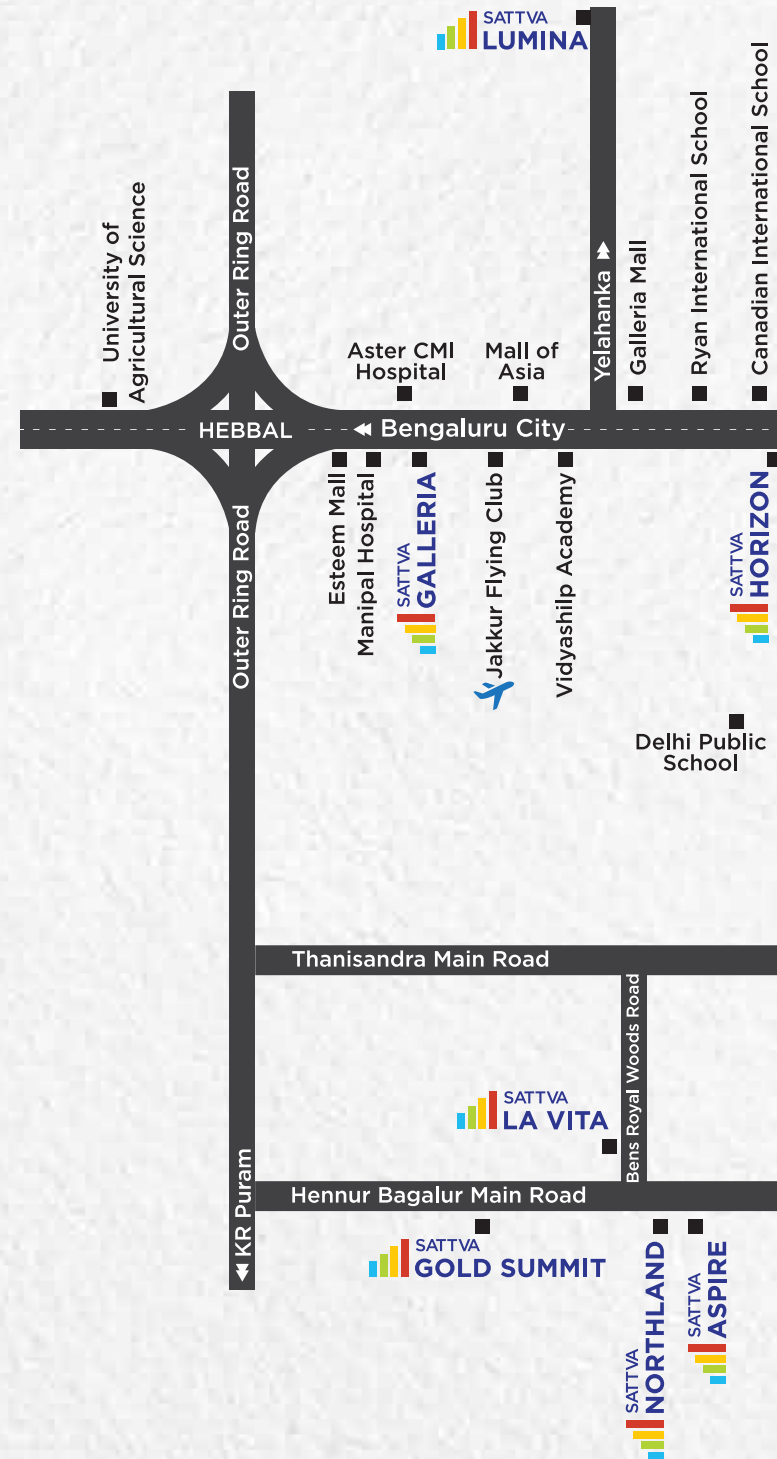 SATTVA
LUMINA
University of
Agricultural Science
Outer Ring Road
Aster CMI
Hospital
Mall of
Asia
Yelahanka
Galleria Mall
Ryan International School
Canadian International School
HEBBAL
Bengaluru City
Outer Ring Road
Esteem Mall
Manipal Hospital
SATTVA
GALLERIA
Jakkur Flying Club
Vidyashilp Academy
SATTVA
HORIZON
Delhi Public
School
Thanisandra Main Road
Bens Royal Woods Road
SATTVA
LA VITA
KR Puram
Hennur Bagalur Main Road
SATTVA
GOLD SUMMIT
SATTVA
NORTHLAND
SATTVA
ASPIRE